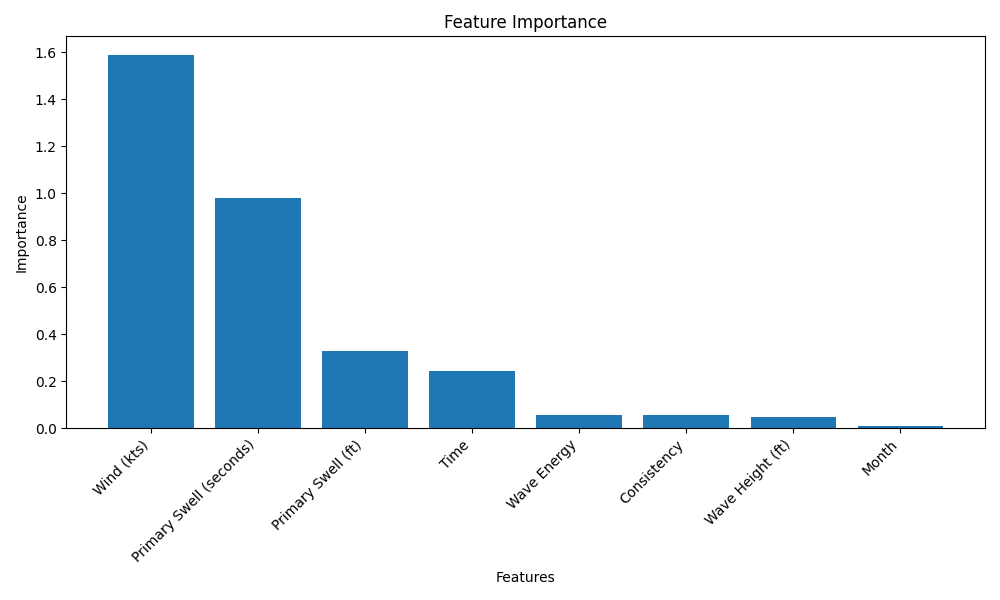 Feature Importance
Importance
1.6
1.4
1.2
1.0
0.8
0.6
0.4
0.2
0.0
Wind (kts)
Primary Swell (seconds)
Primary Swell (ft)
Time
Wave Energy
Consistency
Wave Height (ft)
Month
Features